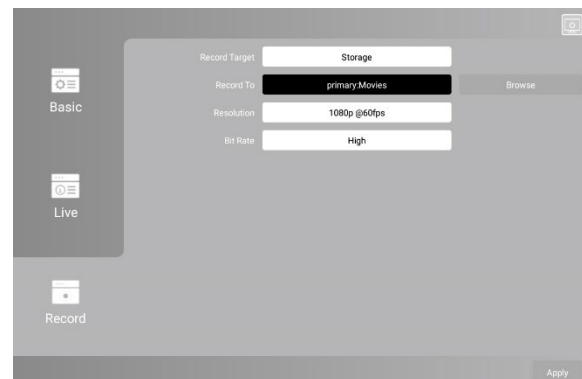 Record Target Storage
Record To primary:Movies Browse
Basic
Resolution 1080p @60fps
Bit Rate High
Live
Record
Apply